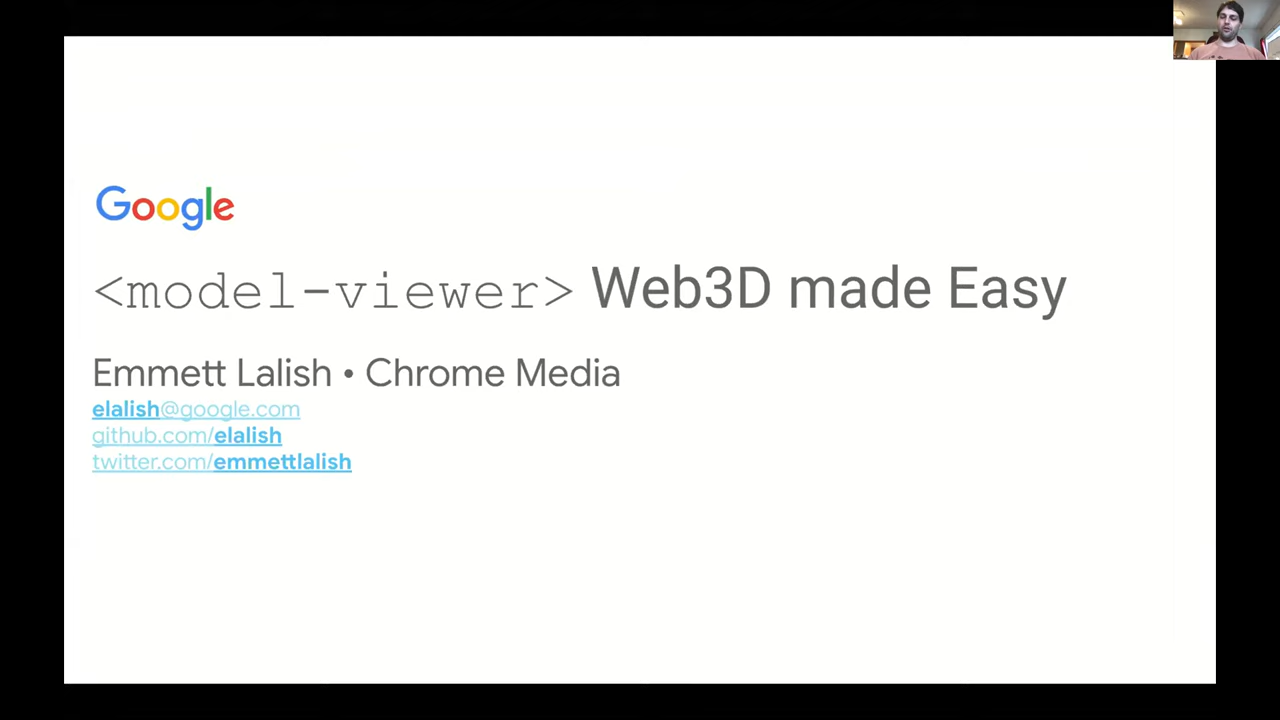 Google
<model-viewer> Web3D made Easy
Emmett Lalish • Chrome Media
elalish@google.com
github.com/elalish
twitter.com/emmettlalish